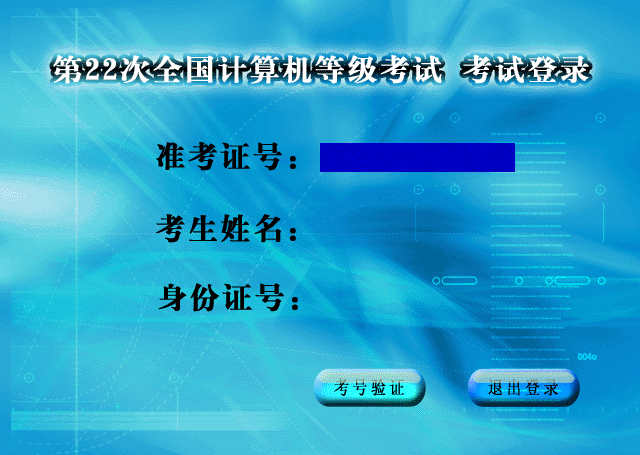 第22次全国计算机等级考试 考试登录
准考证号：
考生姓名：
身份证号：
004o
考号验证 退出登录